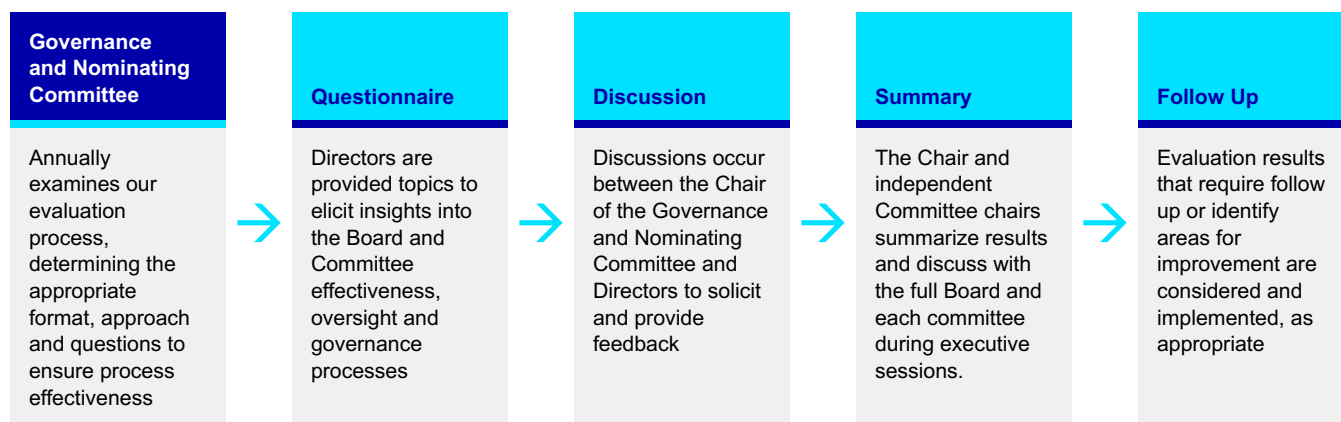 Governance
and Nominating
Committee
Annually
examines our
evaluation
process,
determining the
appropriate
format, approach
and questions to
ensure process
effectiveness
Questionnaire
Directors are
provided topics to
elicit insights into
the Board and
Committee
effectiveness,
oversight and
governance
processes
Discussion
Discussions occur
between the Chair
of the Governance
and Nominating
Committee and
Directors to solicit
and provide
feedback
Summary
The Chair and
independent
Committee chairs
summarize results
and discuss with
the full Board and
each committee
during executive
sessions.
Follow Up
Evaluation results
that require follow
up or identify
areas for
improvement are
considered and
implemented, as
appropriate